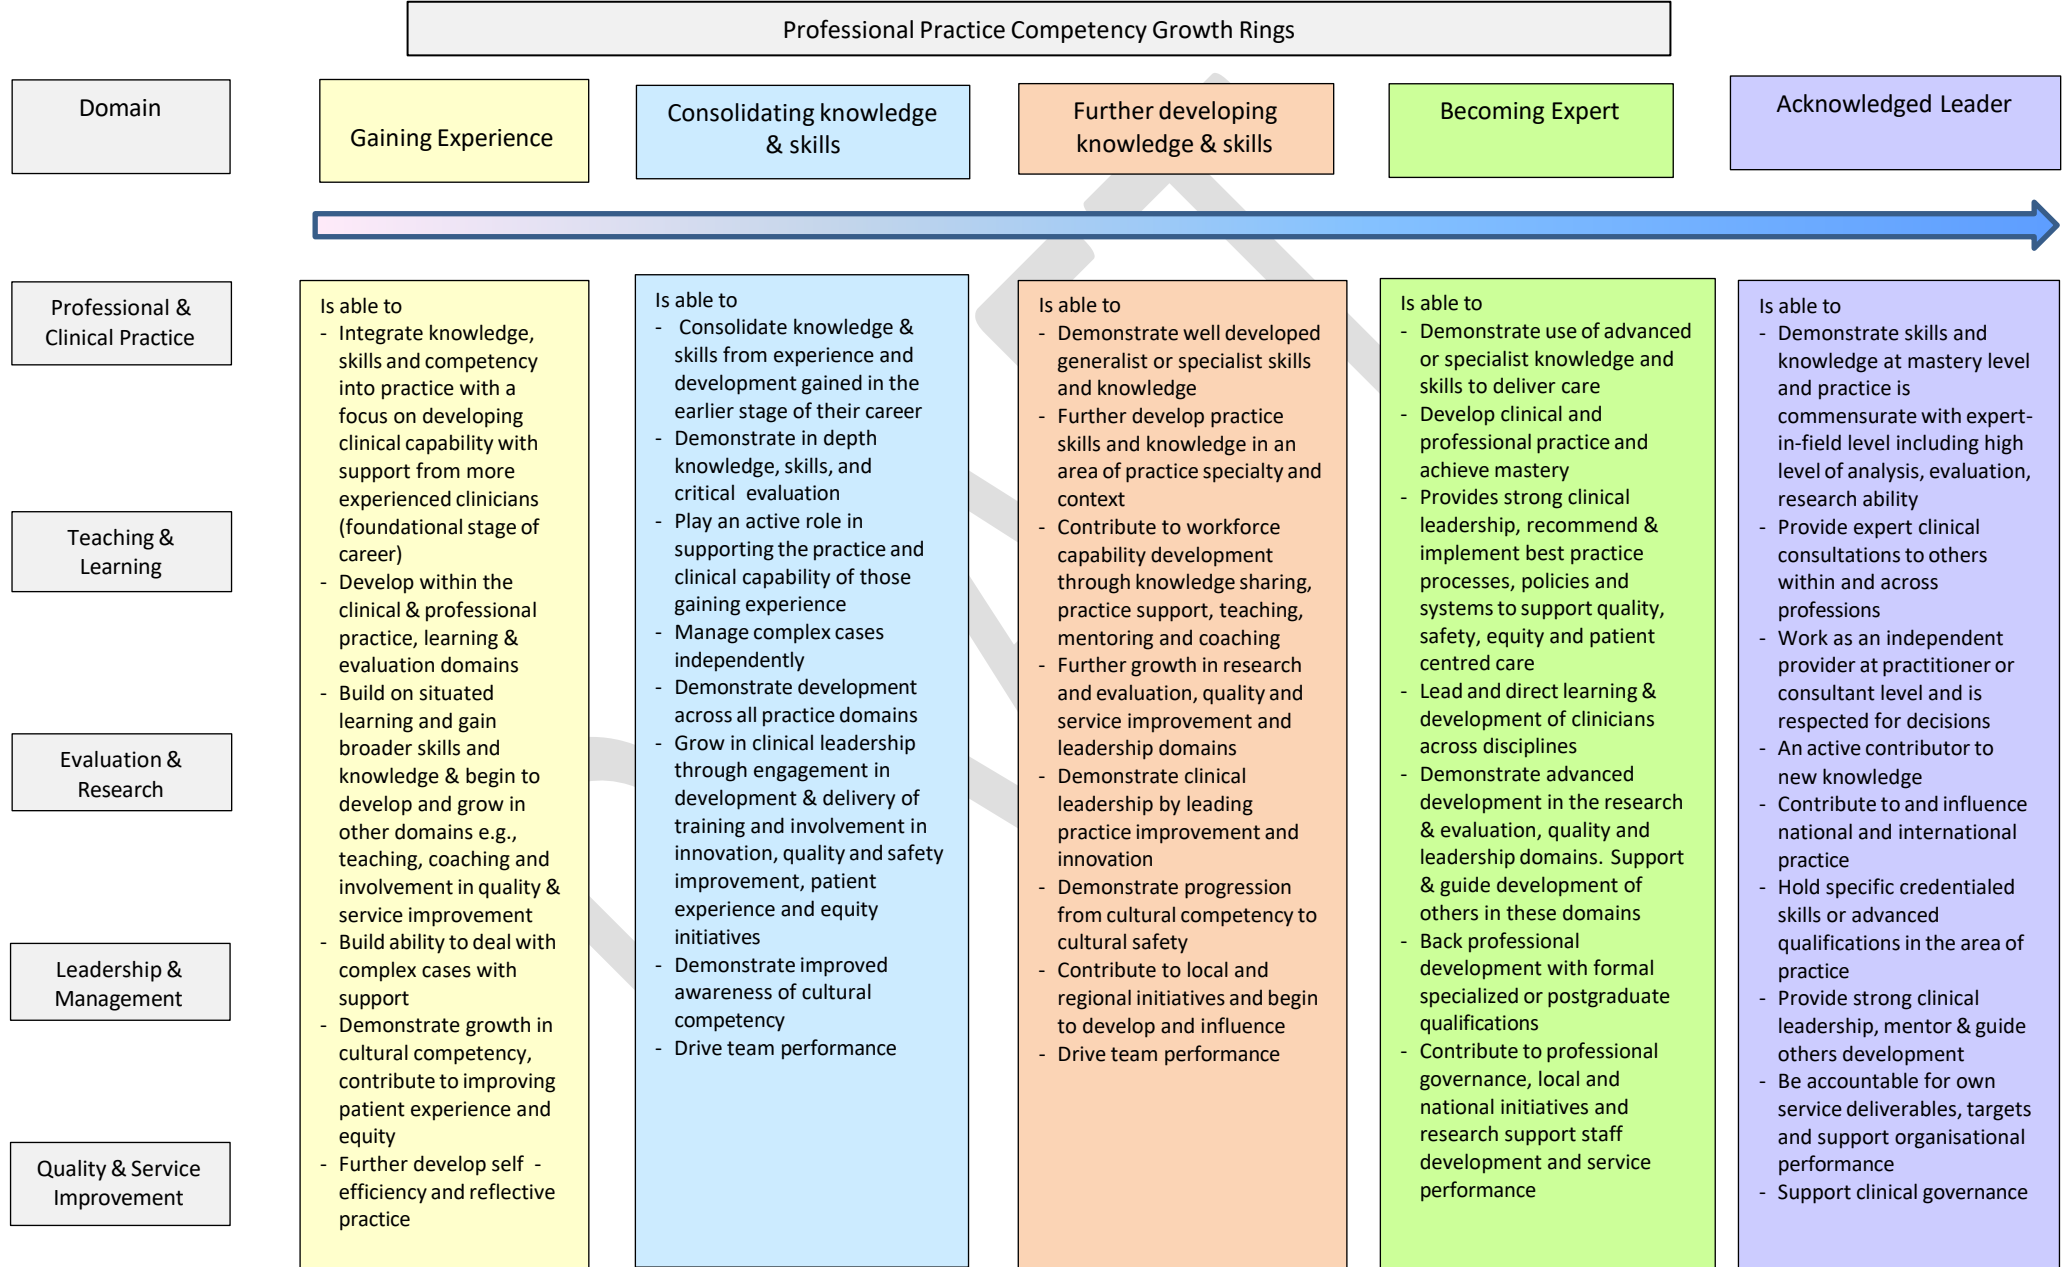 Professional Practice Competency Growth Rings
Domain
Gaining Experience
Consolidating knowledge
& skills
Further developing
knowledge & skills
Becoming Expert
Acknowledged Leader
Professional &
Clinical Practice
Teaching &
Learning
Evaluation &
Research
Leadership &
Management
Quality & Service
Improvement
Is able to
- Integrate knowledge,
skills and competency
into practice with a
focus on developing
clinical capability with
support from more
experienced clinicians
(foundational stage of
career)
- Develop within the
clinical & professional
practice, learning &
evaluation domains
- Build on situated
learning and gain
broader skills and
knowledge & begin to
develop and grow in
other domains e.g.,
teaching, coaching and
involvement in quality &
service improvement
- Build ability to deal with
complex cases with
support
- Demonstrate growth in
cultural competency,
contribute to improving
patient experience and
equity
- Further develop self -
efficiency and reflective
practice
Is able to
- Consolidate knowledge &
skills from experience and
development gained in the
earlier stage of their career
- Demonstrate in depth
knowledge, skills, and
critical evaluation
- Play an active role in
supporting the practice and
clinical capability of those
gaining experience
- Manage complex cases
independently
- Demonstrate development
across all practice domains
- Grow in clinical leadership
through engagement in
development & delivery of
training and involvement in
innovation, quality and safety
improvement, patient
experience and equity
initiatives
- Demonstrate improved
awareness of cultural
competency
- Drive team performance
Is able to
- Demonstrate well developed
generalist or specialist skills
and knowledge
- Further develop practice
skills and knowledge in an
area of practice specialty and
context
- Contribute to workforce
capability development
through knowledge sharing,
practice support, teaching,
mentoring and coaching
- Further growth in research
and evaluation, quality and
service improvement and
leadership domains
- Demonstrate clinical
leadership by leading
practice improvement and
innovation
- Demonstrate progression
from cultural competency to
cultural safety
- Contribute to local and
regional initiatives and begin
to develop and influence
- Drive team performance
Is able to
- Demonstrate use of advanced
or specialist knowledge and
skills to deliver care
- Develop clinical and
professional practice and
achieve mastery
- Provides strong clinical
leadership, recommend &
implement best practice
processes, policies and
systems to support quality,
safety, equity and patient
centred care
- Lead and direct learning &
development of clinicians
across disciplines
- Demonstrate advanced
development in the research
& evaluation, quality and
leadership domains. Support
& guide development of
others in these domains
- Back professional
development with formal
specialized or postgraduate
qualifications
- Contribute to professional
governance, local and
national initiatives and
research support staff
development and service
performance
Is able to
- Demonstrate skills and
knowledge at mastery level
and practice is
commensurate with expert-
in-field level including high
level of analysis, evaluation,
research ability
- Provide expert clinical
consultations to others
within and across
professions
- Work as an independent
provider at practitioner or
consultant level and is
respected for decisions
- An active contributor to
new knowledge
- Contribute to and influence
national and international
practice
- Hold specific credentialed
skills or advanced
qualifications in the area of
practice
- Provide strong clinical
leadership, mentor & guide
others development
- Be accountable for own
service deliverables, targets
and support organisational
performance
- Support clinical governance